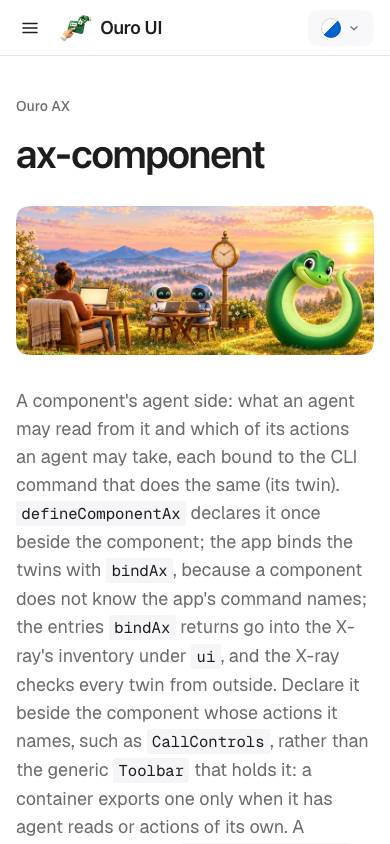 Ouro UI
Ouro AX
ax-component
A component's agent side: what an agent
may read from it and which of its actions
an agent may take, each bound to the CLI
command that does the same (its twin).
defineComponentAx declares it once
beside the component; the app binds the
twins with bindAx, because a component
does not know the app's command names;
the entries bindAx returns go into the X-
ray's inventory under ui, and the X-ray
checks every twin from outside. Declare it
beside the component whose actions it
names, such as CallControls, rather than
the generic Toolbar that holds it: a
container exports one only when it has
agent reads or actions of its own. A